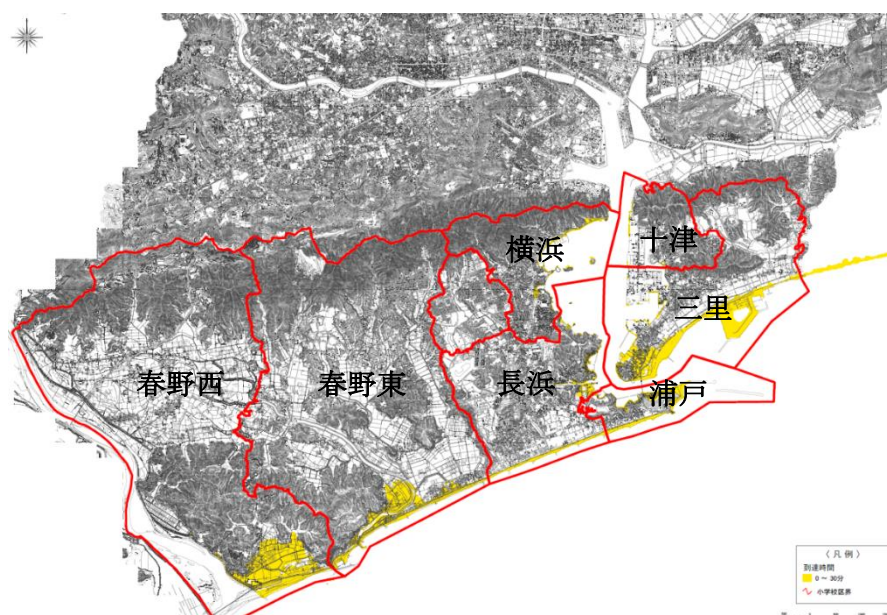 横浜
十津
三里
春野西
春野東
長浜
浦戸
〈 凡 例 〉
到達時間
0 ～ 30分
小学校区界